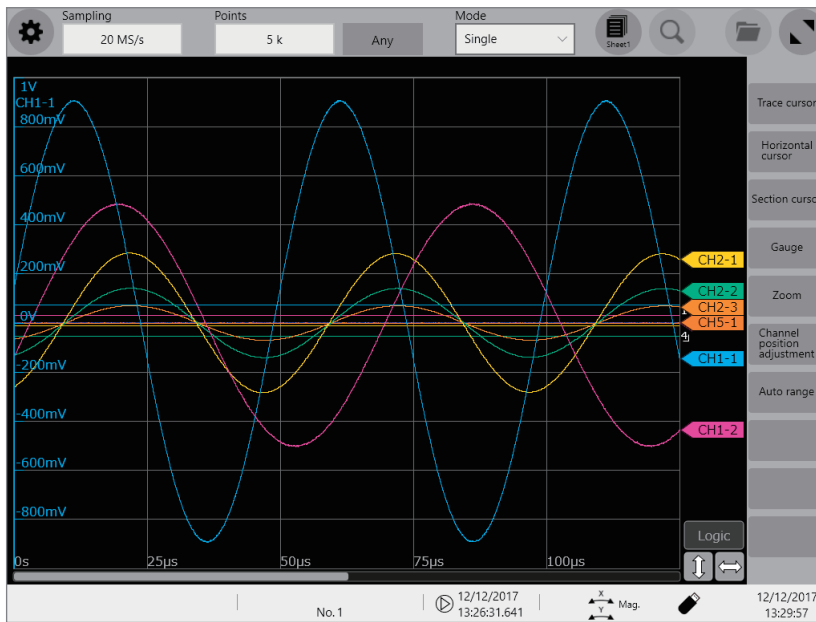 Sampling
20 MS/s
Points
5 k
Any
Mode
Single
Sheet1
1V
CH1-1
800mV
600mV
400mV
200mV
0V
-200mV
-400mV
-600mV
-800mV
0s
25µs
50µs
75µs
100µs
CH2-1
CH2-2
CH2-3
CH5-1
CH1-1
CH1-2
Logic
Trace cursor
Horizontal
cursor
Section curso
Gauge
Zoom
Channel
position
adjustment
Auto range
No. 1
12/12/2017
13:26:31.641
X
Y
Mag.
12/12/2017
13:29:57